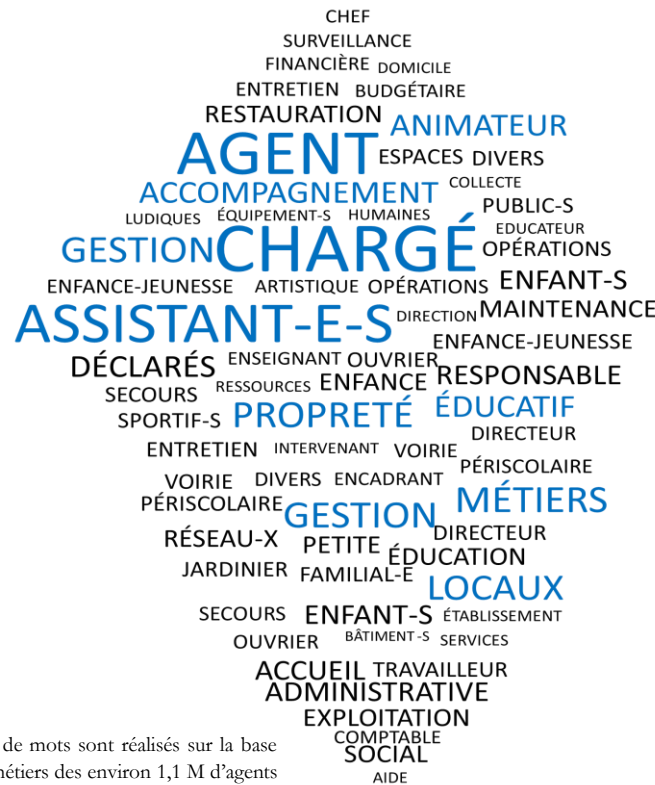 CHEF
SURVEILLANCE
FINANCIÈRE DOMICILE
ENTRETIEN BUDGÉTAIRE
RESTAURATION ANIMATEUR
AGENT ESPACES DIVERS
ACCOMPAGNEMENT COLLECTE
LUDIQUES ÉQUIPEMENT-S HUMAINES PUBLIC-S
EDUCATEUR
GESTION CHARGÉ OPÉRATIONS
ENFANCE-JEUNESSE ARTISTIQUE OPÉRATIONS ENFANT-S
ASSISTANT-E-S DIRECTION MAINTENANCE
ENFANCE-JEUNESSE
DÉCLARÉS ENSEIGNANT OUVRIER
SECOURS RESSOURCES ENFANCE RESPONSABLE
SPORTIF-S PROPRETÉ ÉDUCATIF
DIRECTEUR
ENTRETIEN INTERVENANT VOIRIE
PÉRISCOLAIRE
VOIRIE DIVERS ENCADRANT
PÉRISCOLAIRE GESTION MÉTIERS
RÉSEAU-X PETITE DIRECTEUR
ÉDUCATION
JARDINIER FAMILIAL-E LOCAUX
SECOURS ENFANT-S ÉTABLISSEMENT
OUVRIER BÂTIMENT-S SERVICES
ACCUEIL TRAVAILLEUR
ADMINISTRATIVE
EXPLOITATION
COMPTABLE
de mots sont réalisés sur la base
SOCIAL
métiers des environ 1,1 M d'agents
AIDE